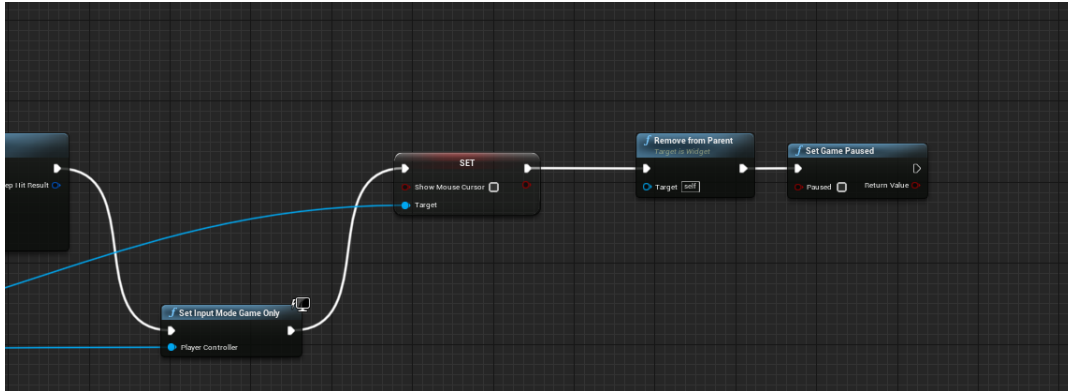 Hit Result
Set Input Mode Game Only
Player Controller
SET
Show Mouse Cursor
Target
Remove from Parent
Target is Widget
Target self
Set Game Paused
Paused Return Value